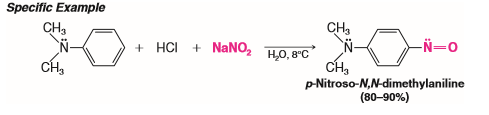 Specific Example
CH3 CH3
N̈ + HCl + NaNO2 H2O, 8°C N̈ N̈=O
CH3 CH3
p-Nitroso-N,N-dimethylaniline
(80–90%)